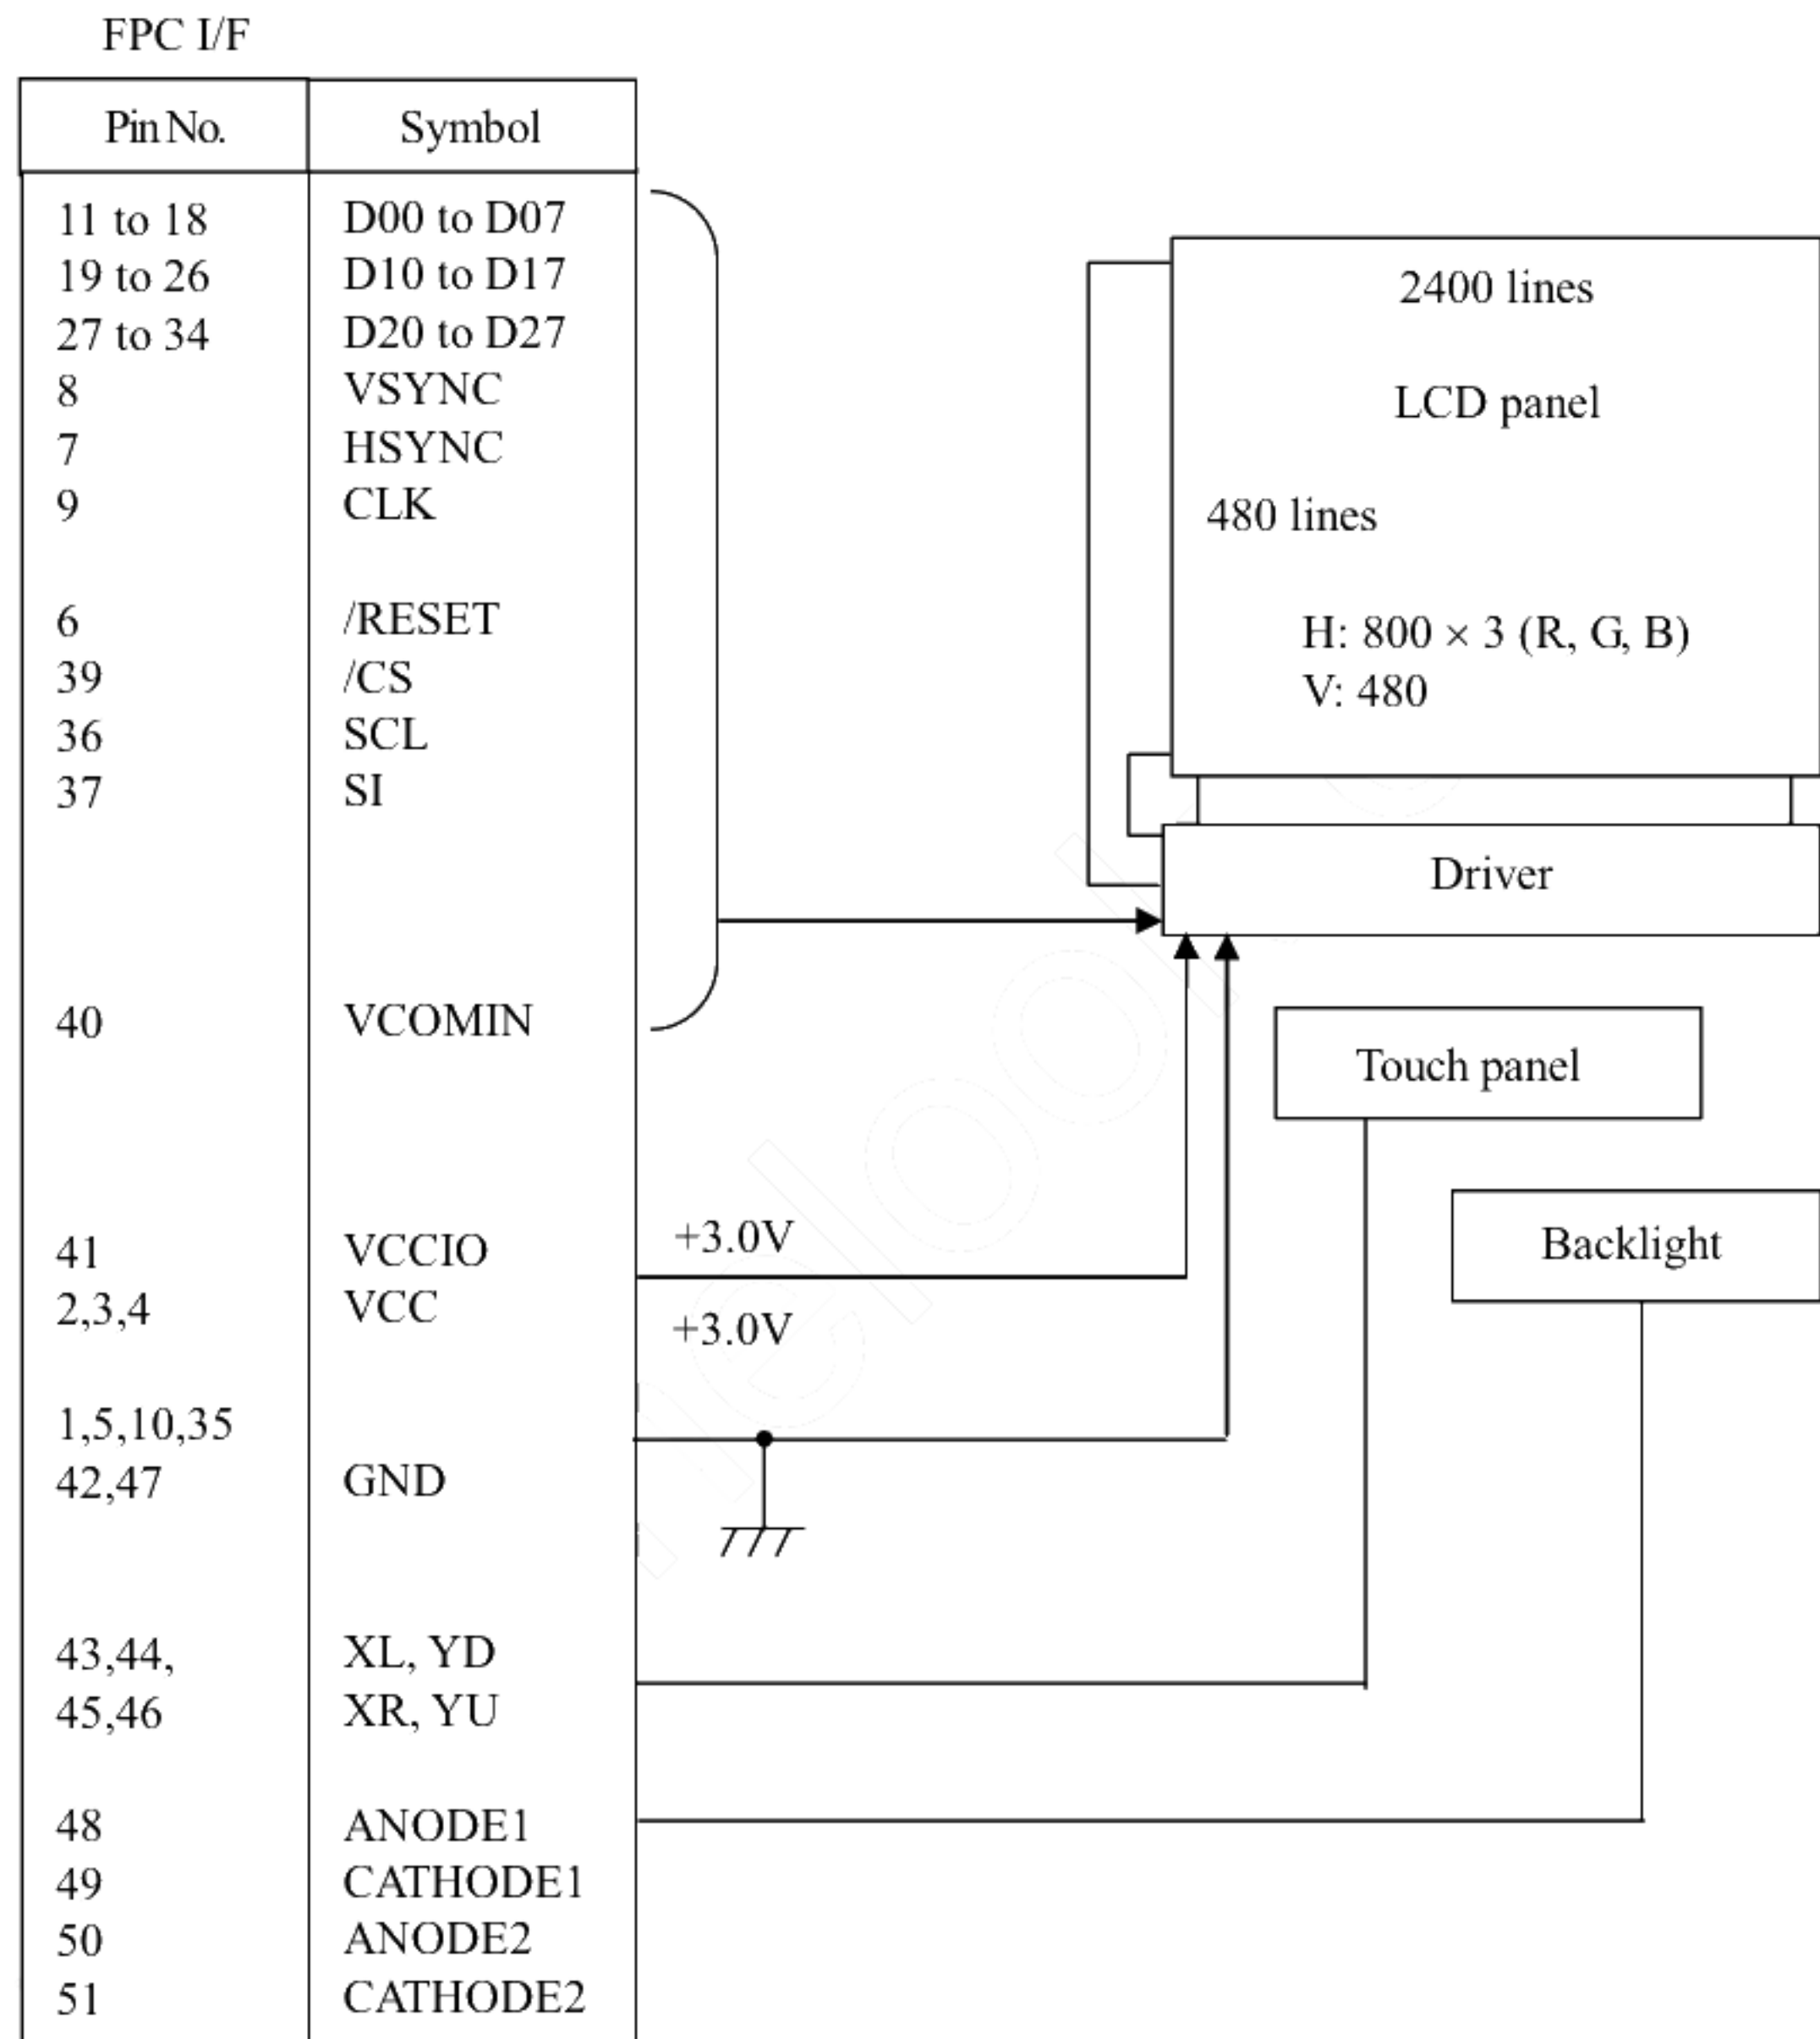 FPC I/F
Pin No. Symbol
11 to 18 D00 to D07
19 to 26 D10 to D17
27 to 34 D20 to D27
8 VSYNC
7 HSYNC
9 CLK
6 /RESET
39 /CS
36 SCL
37 SI
40 VCOMIN
41 VCCIO +3.0V
2,3,4 VCC +3.0V
1,5,10,35
42,47 GND
43,44, XL, YD
45,46 XR, YU
48 ANODE1
49 CATHODE1
50 ANODE2
51 CATHODE2
2400 lines
LCD panel
480 lines
H: 800 × 3 (R, G, B)
V: 480
Driver
Touch panel
Backlight